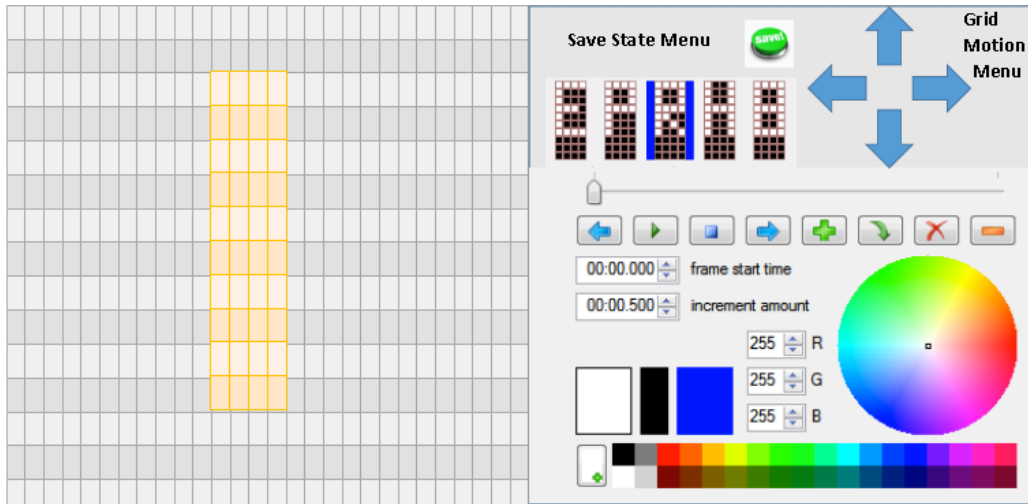 Save State Menu
save!
Grid
Motion
Menu
00:00.000 frame start time
00:00.500 increment amount
255 R
255 G
255 B